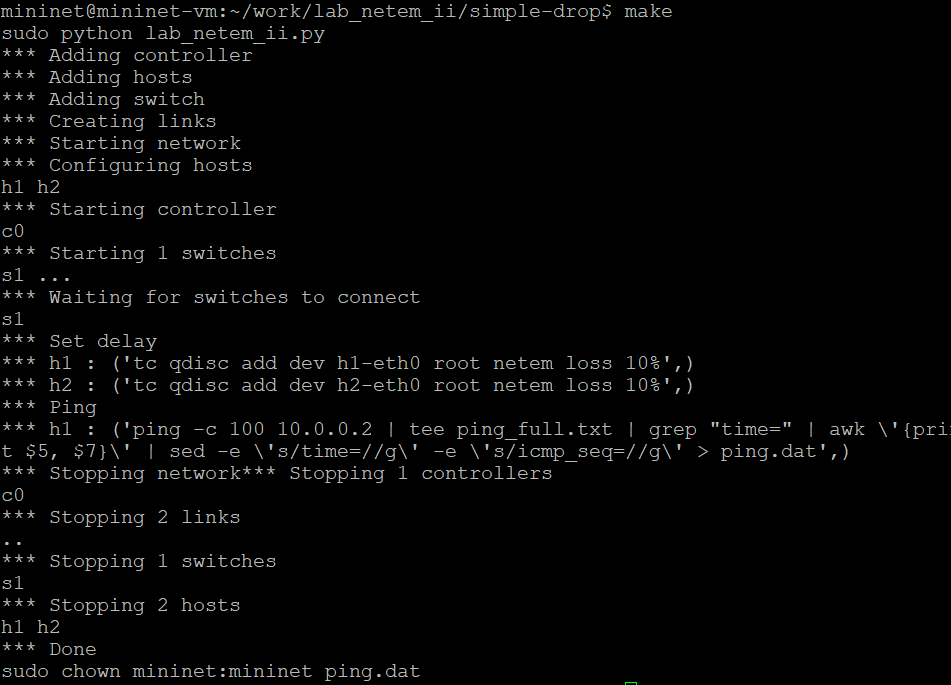 mininet@mininet-vm:~/work/lab_netem_ii/simple-drop$ make
sudo python lab_netem_ii.py
*** Adding controller
*** Adding hosts
*** Adding switch
*** Creating links
*** Starting network
*** Configuring hosts
h1 h2
*** Starting controller
c0
*** Starting 1 switches
s1 ...
*** Waiting for switches to connect
s1
*** Set delay
*** h1 : ('tc qdisc add dev h1-eth0 root netem loss 10%',)
*** h2 : ('tc qdisc add dev h2-eth0 root netem loss 10%',)
*** Ping
*** h1 : ('ping -c 100 10.0.0.2 | tee ping_full.txt | grep "time=" | awk \'{prin
t $5, $7}\' | sed -e \'s/time=//g\' -e \'s/icmp_seq=//g\' > ping.dat',)
*** Stopping network*** Stopping 1 controllers
c0
*** Stopping 2 links
..
*** Stopping 1 switches
s1
*** Stopping 2 hosts
h1 h2
*** Done
sudo chown mininet:mininet ping.dat